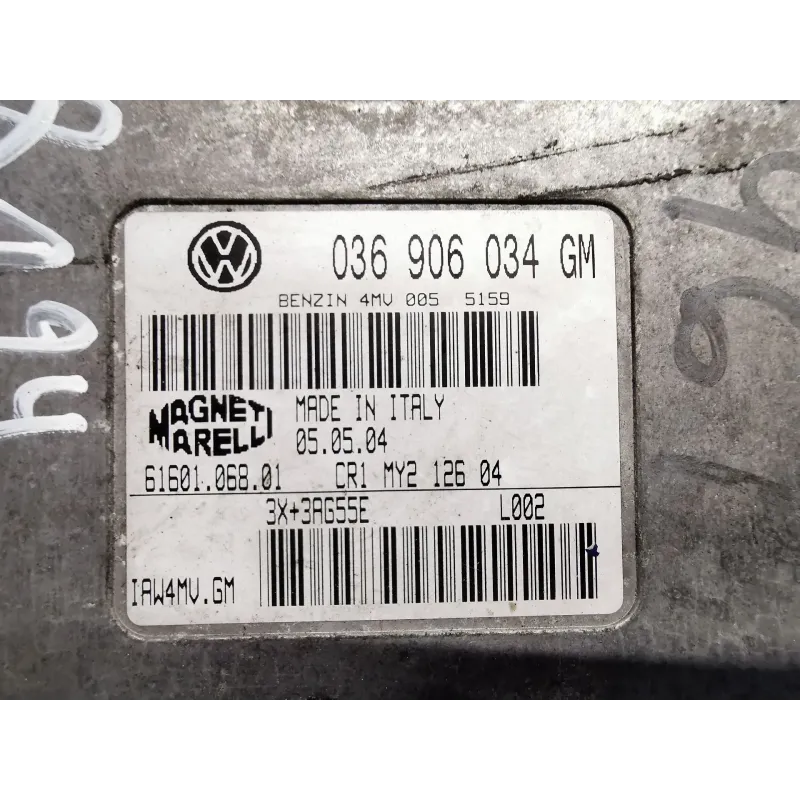 036 906 034 GM
BENZIN 4MV 005 5159
MAGNETI MARELLI
MADE IN ITALY
05.05.04
61601.068.01 CR1 MY2 126 04
3X+3AG55E L002
IAW4MV.GM